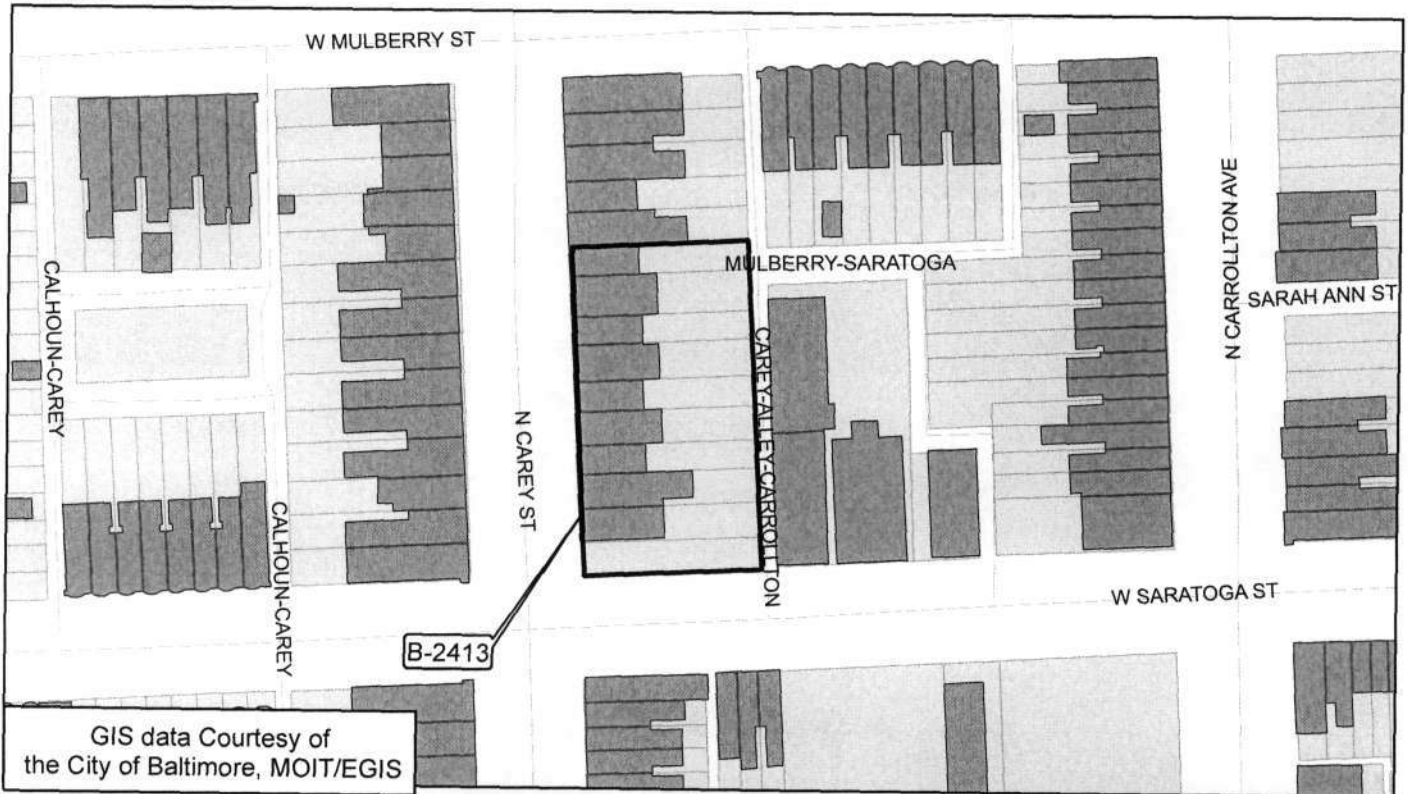 W MULBERRY ST
N CARROLLTON AVE
MULBERRY-SARATOGA
SARAH ANN ST
CALHOUN-CAREY
CAREY-ALLEY-CARROLLTON
N CAREY ST
CALHOUN-CAREY
W SARATOGA ST
B-2413
GIS data Courtesy of
the City of Baltimore, MOIT/EGIS